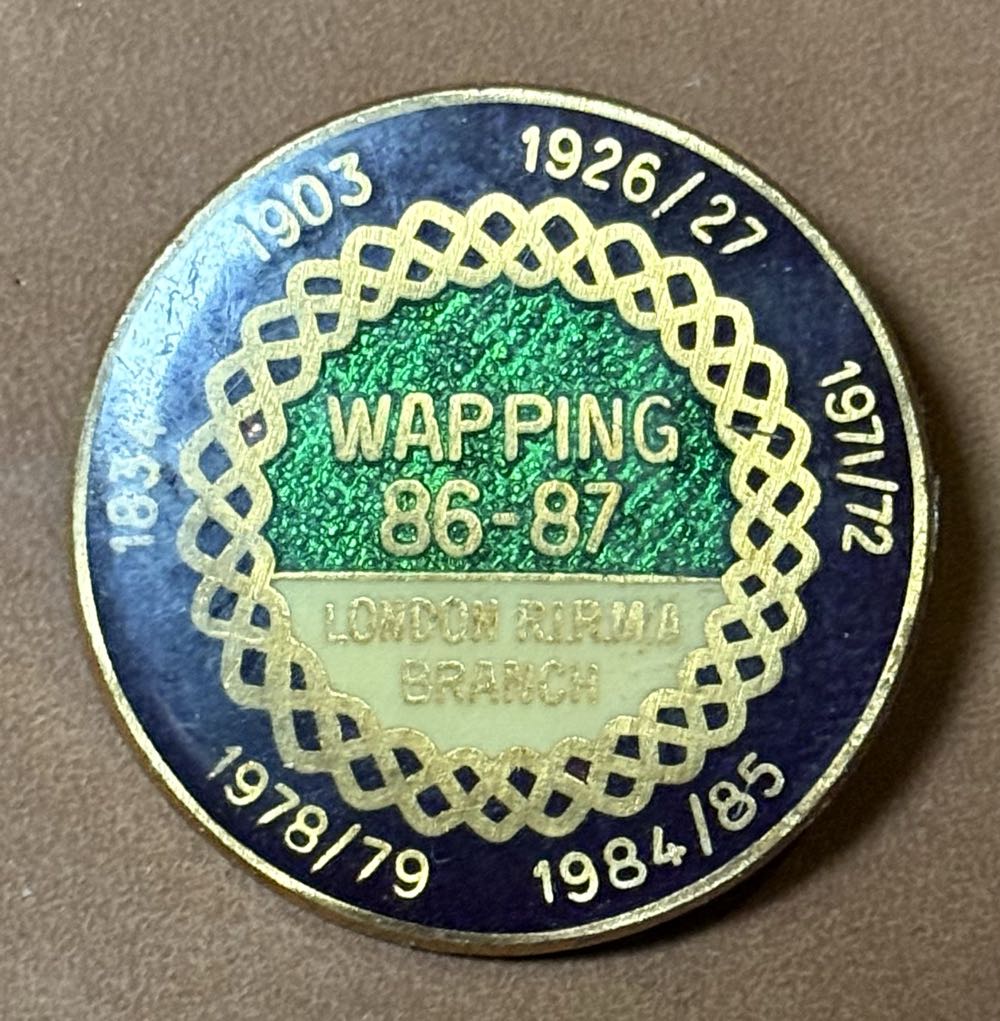 1834
1903
1926/27
1971/72
WAPPING
86-87
LONDON R.I.R.M.A
BRANCH
1978/79
1984/85